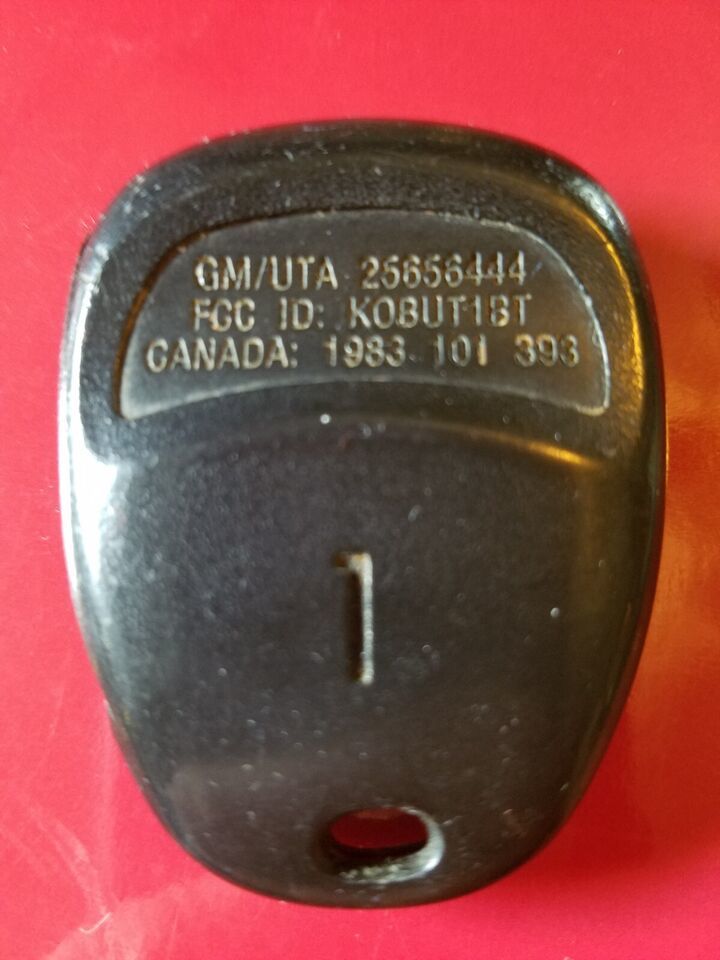 GM/UTA 25656444
FCC ID: KOBUT1BT
CANADA: 1983 101 393
1